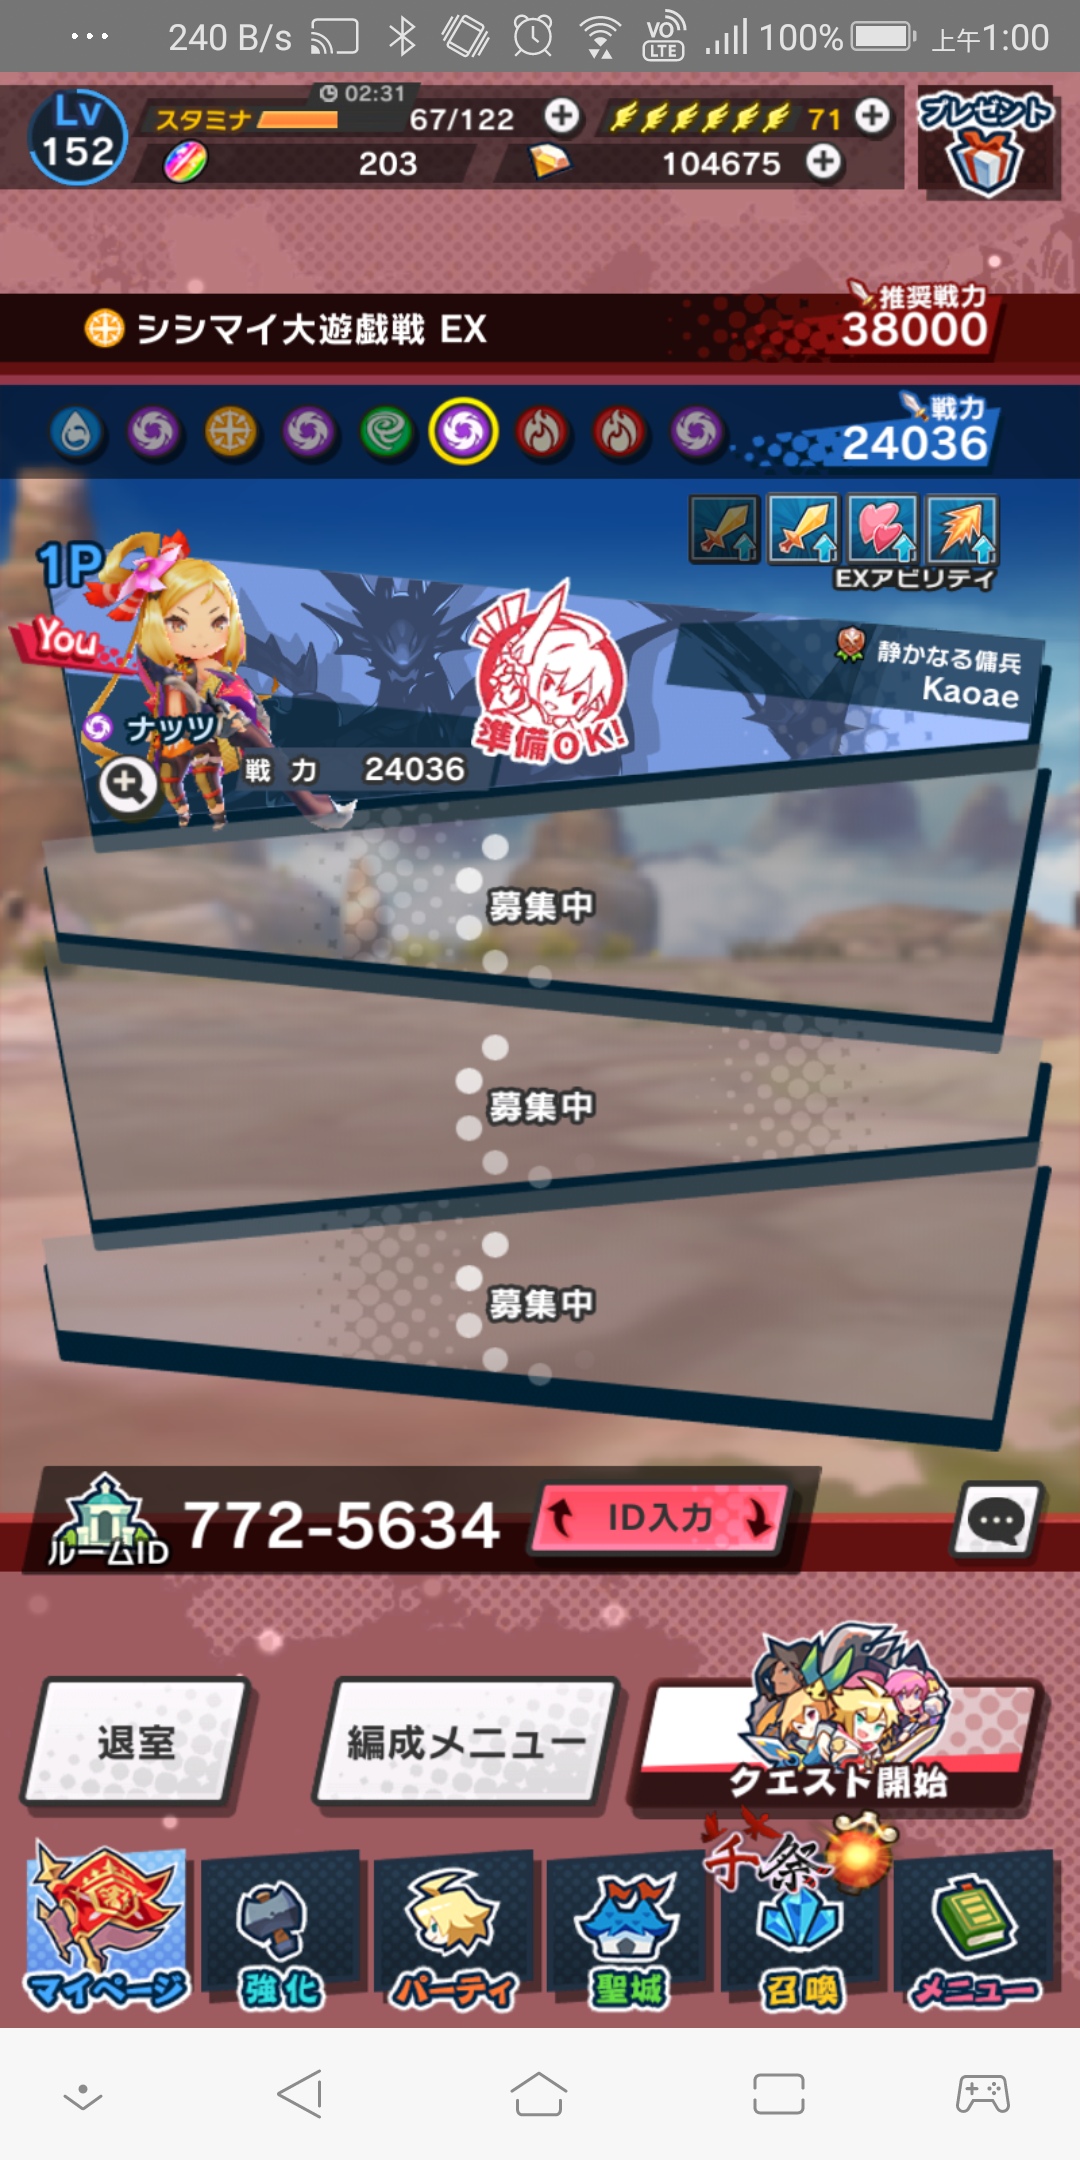 240 B/s VO LTE 100% 上午1:00
Lv 152
スタミナ 02:31 67/122 71
203 104675
プレゼント
シシマイ大遊戯戦 EX
推奨戦力
38000
戦力
24036
EXアビリティ
1P
You
静かなる傭兵
Kaoae
準備OK!
ナッツ
戦力 24036
募集中
募集中
募集中
ルームID 772-5634 ID入力
退室 編成メニュー クエスト開始
千祭
マイページ 強化 パーティ 聖城 召喚 メニュー